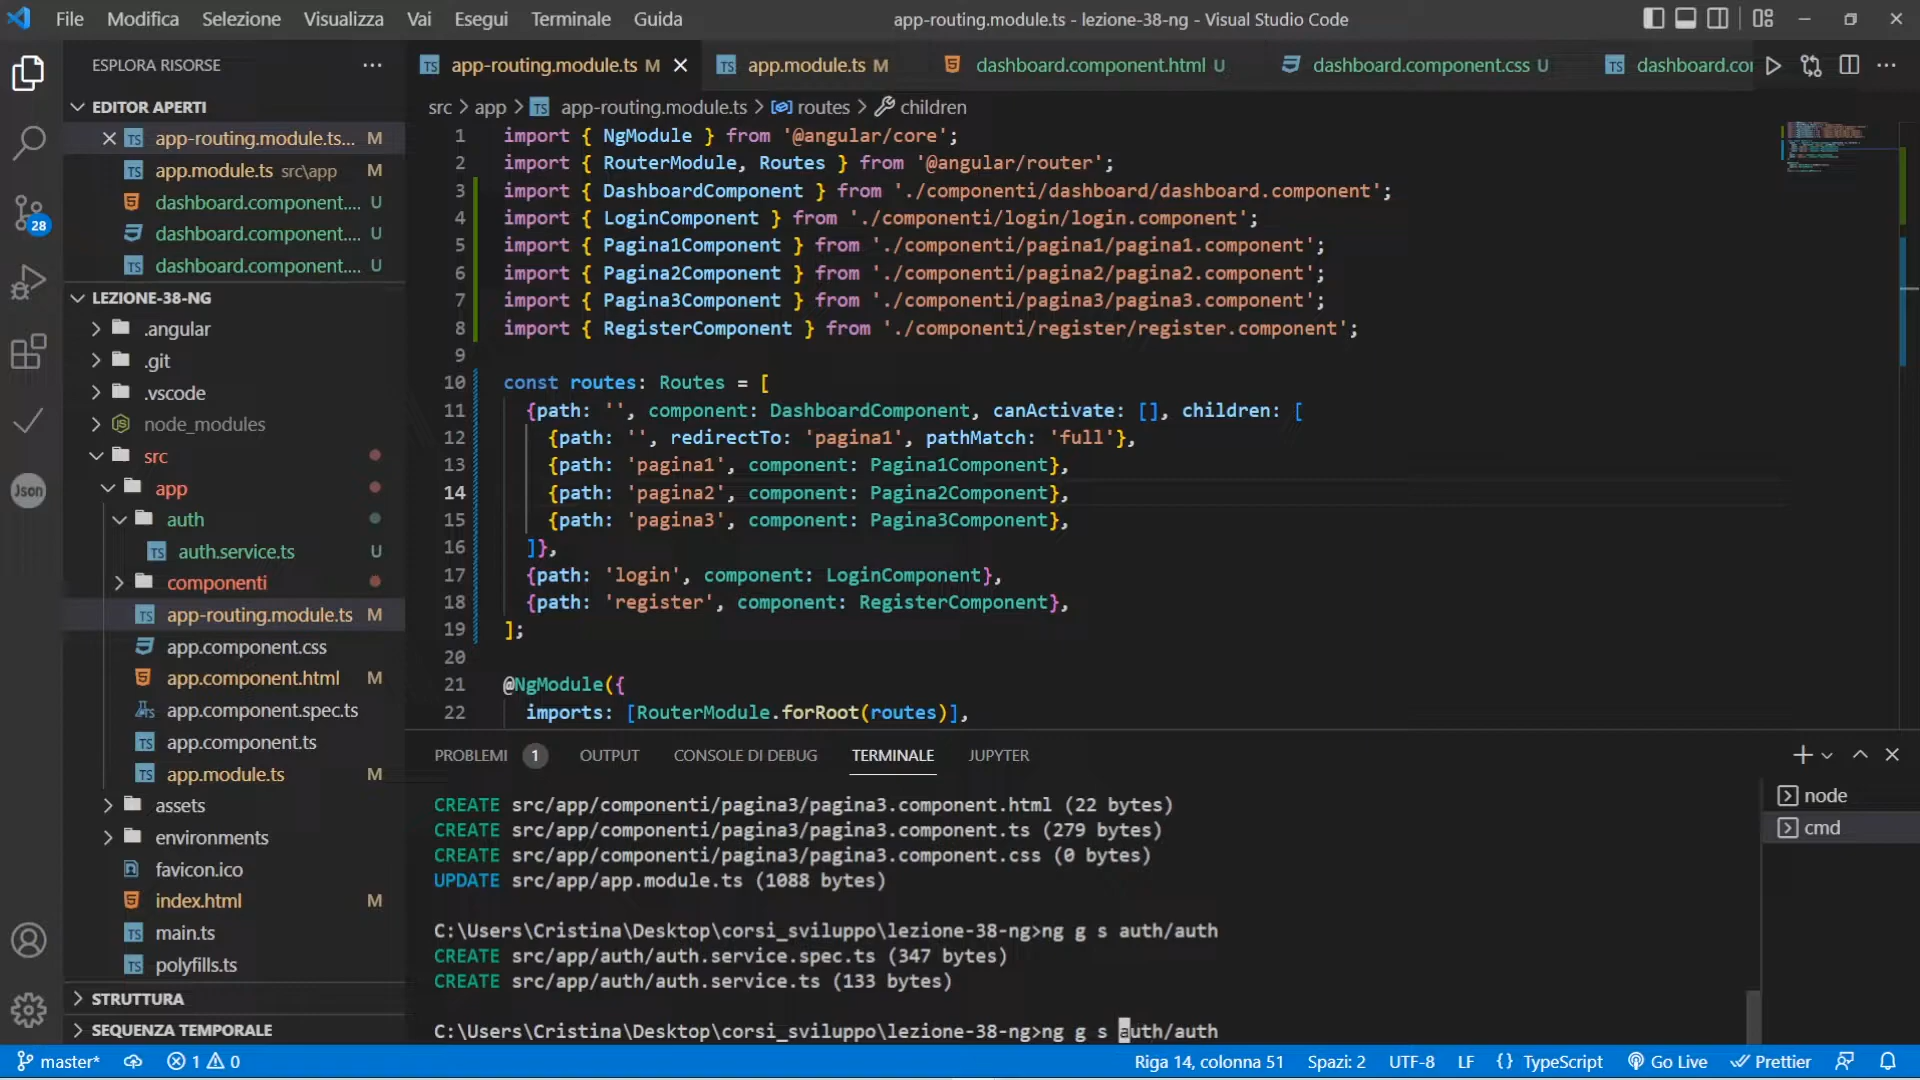 File Modifica Selezione Visualizza Vai Esegui Terminale Guida
app-routing.module.ts - lezione-38-ng - Visual Studio Code
ESPLORA RISORSE
EDITOR APERTI
app-routing.module.ts... M
app.module.ts src\app M
dashboard.component.... U
dashboard.component.... U
dashboard.component.... U
LEZIONE-38-NG
.angular
.git
.vscode
node_modules
src
app
auth
auth.service.ts U
componenti
app-routing.module.ts M
app.component.css
app.component.html M
app.component.spec.ts
app.component.ts
app.module.ts M
assets
environments
favicon.ico
index.html M
main.ts
polyfills.ts
STRUTTURA
SEQUENZA TEMPORALE
28
Json
app-routing.module.ts M
app.module.ts M
dashboard.component.html U
dashboard.component.css U
dashboard.co
src > app > app-routing.module.ts > routes > children
1 import { NgModule } from '@angular/core';
2 import { RouterModule, Routes } from '@angular/router';
3 import { DashboardComponent } from './componenti/dashboard/dashboard.component';
4 import { LoginComponent } from './componenti/login/login.component';
5 import { Pagina1Component } from './componenti/pagina1/pagina1.component';
6 import { Pagina2Component } from './componenti/pagina2/pagina2.component';
7 import { Pagina3Component } from './componenti/pagina3/pagina3.component';
8 import { RegisterComponent } from './componenti/register/register.component';
9
10 const routes: Routes = [
11 {path: '', component: DashboardComponent, canActivate: [], children: [
12 {path: '', redirectTo: 'pagina1', pathMatch: 'full'},
13 {path: 'pagina1', component: Pagina1Component},
14 {path: 'pagina2', component: Pagina2Component},
15 {path: 'pagina3', component: Pagina3Component},
16 ]},
17 {path: 'login', component: LoginComponent},
18 {path: 'register', component: RegisterComponent},
19 ];
20
21 @NgModule({
22 imports: [RouterModule.forRoot(routes)],
PROBLEMI 1 OUTPUT CONSOLE DI DEBUG TERMINALE JUPYTER
CREATE src/app/componenti/pagina3/pagina3.component.html (22 bytes)
CREATE src/app/componenti/pagina3/pagina3.component.ts (279 bytes)
CREATE src/app/componenti/pagina3/pagina3.component.css (0 bytes)
UPDATE src/app/app.module.ts (1088 bytes)
C:\Users\Cristina\Desktop\corsi_sviluppo\lezione-38-ng>ng g s auth/auth
CREATE src/app/auth/auth.service.spec.ts (347 bytes)
CREATE src/app/auth/auth.service.ts (133 bytes)
C:\Users\Cristina\Desktop\corsi_sviluppo\lezione-38-ng>ng g s auth/auth
node
cmd
master* 1 0 Riga 14, colonna 51 Spazi: 2 UTF-8 LF {} TypeScript Go Live Prettier